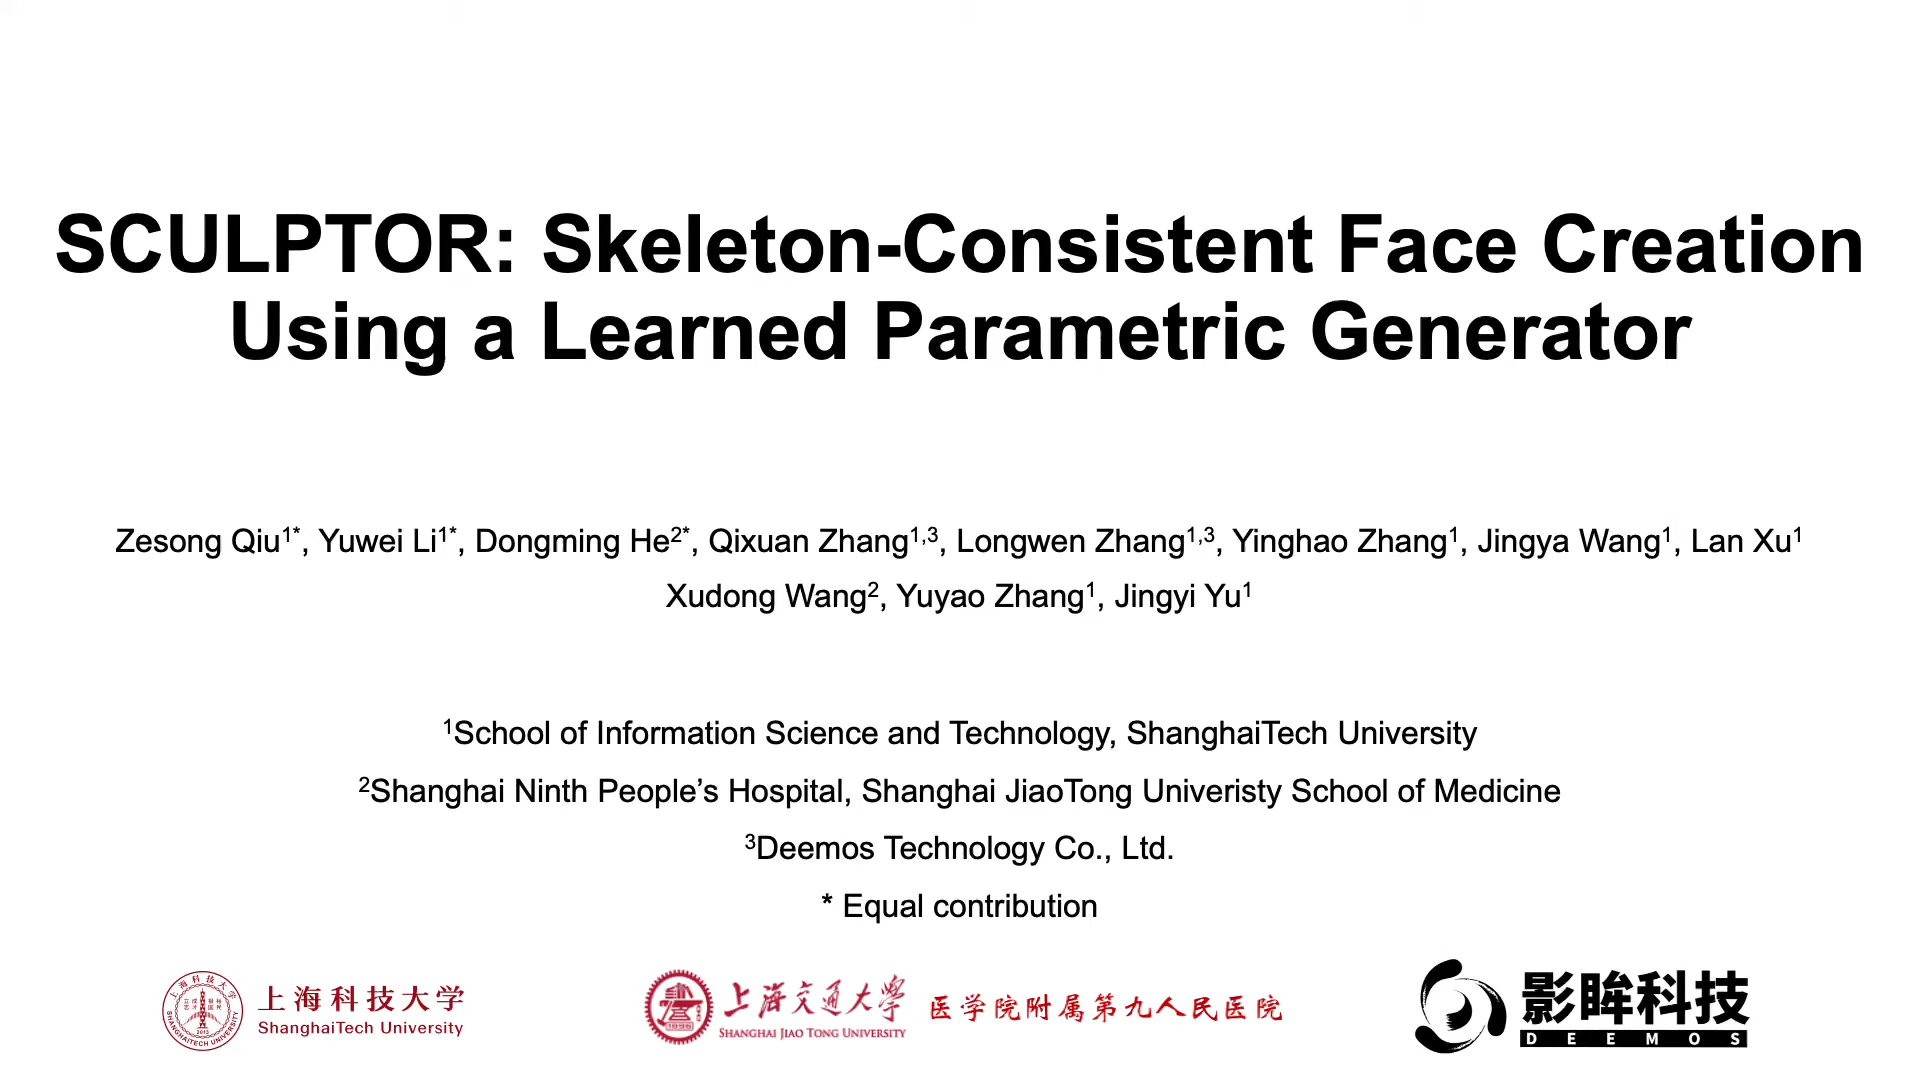 SCULPTOR: Skeleton-Consistent Face Creation
Using a Learned Parametric Generator
Zesong Qiu1*, Yuwei Li1*, Dongming He2*, Qixuan Zhang1,3, Longwen Zhang1,3, Yinghao Zhang1, Jingya Wang1, Lan Xu1
Xudong Wang2, Yuyao Zhang1, Jingyi Yu1
1School of Information Science and Technology, ShanghaiTech University
2Shanghai Ninth People’s Hospital, Shanghai JiaoTong Univeristy School of Medicine
3Deemos Technology Co., Ltd.
* Equal contribution
上海科技大学
ShanghaiTech University
上海交通大學
SHANGHAI JIAO TONG UNIVERSITY
医学院附属第九人民医院
影眸科技
DEEMOS